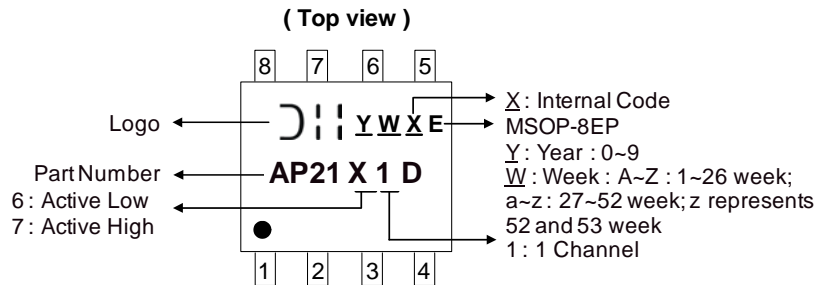 ( Top view )
8 7 6 5
Logo
Y W X E
X : Internal Code
MSOP-8EP
Y : Year : 0~9
W : Week : A~Z : 1~26 week;
a~z : 27~52 week; z represents
52 and 53 week
1 : 1 Channel
Part Number
AP21 X 1 D
6 : Active Low
7 : Active High
1 2 3 4